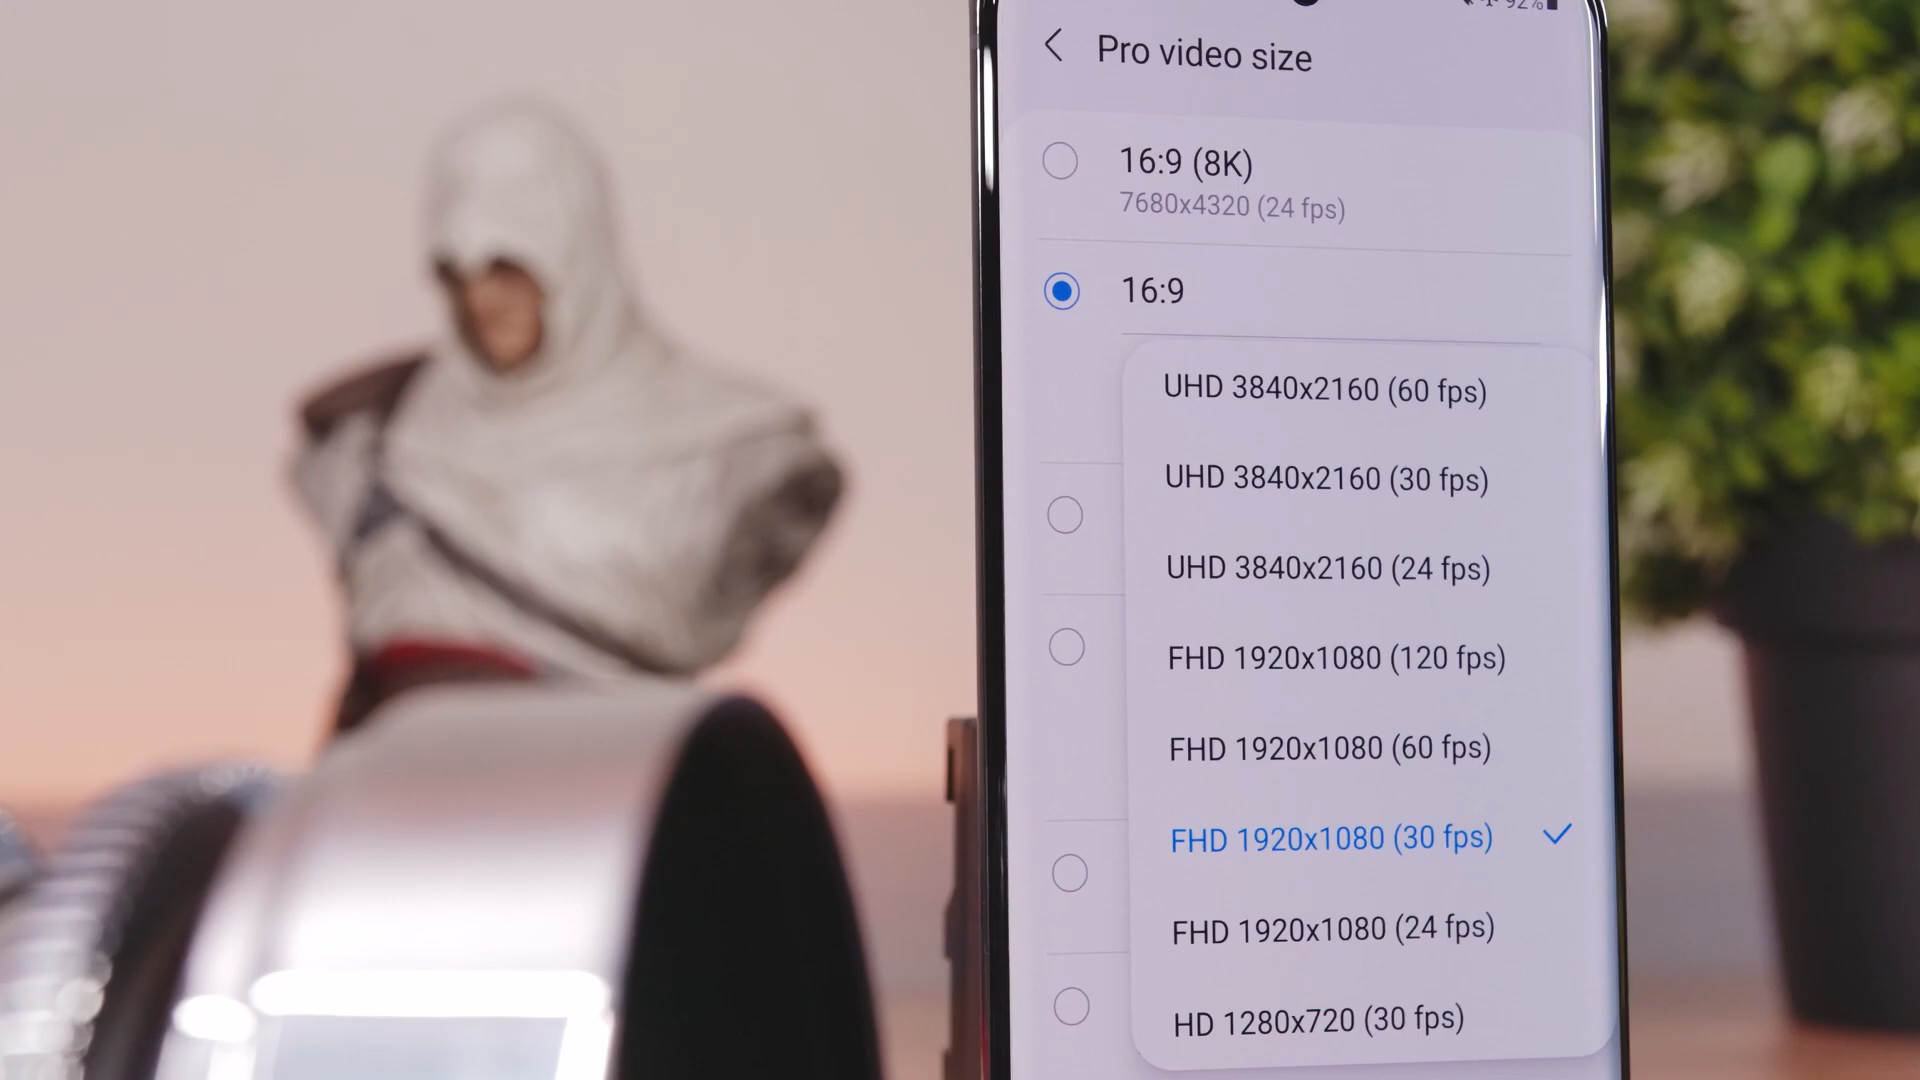 92%
Pro video size
16:9 (8K)
7680x4320 (24 fps)
16:9
UHD 3840x2160 (60 fps)
UHD 3840x2160 (30 fps)
UHD 3840x2160 (24 fps)
FHD 1920x1080 (120 fps)
FHD 1920x1080 (60 fps)
FHD 1920x1080 (30 fps)
FHD 1920x1080 (24 fps)
HD 1280x720 (30 fps)